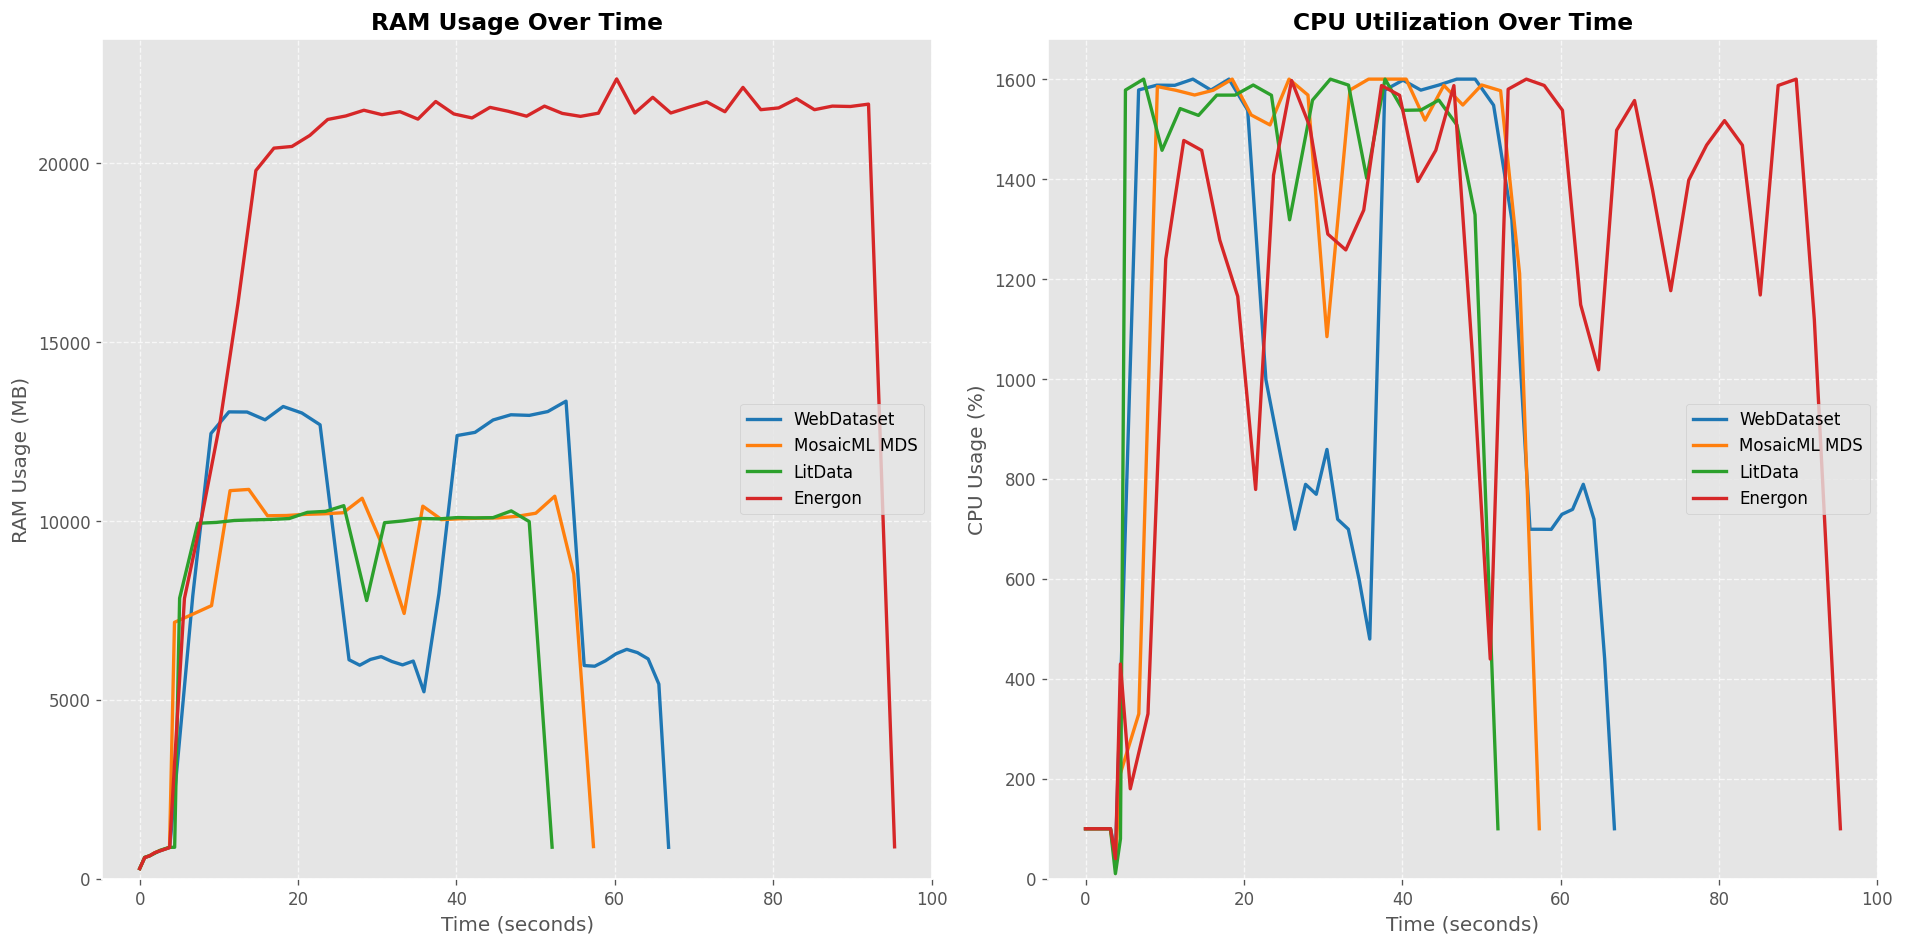 RAM Usage Over Time
RAM Usage (MB)
20000
15000
10000
5000
0
0 20 40 60 80 100
Time (seconds)
WebDataset
MosaicML MDS
LitData
Energon
CPU Utilization Over Time
CPU Usage (%)
1600
1400
1200
1000
800
600
400
200
0
0 20 40 60 80 100
Time (seconds)
WebDataset
MosaicML MDS
LitData
Energon